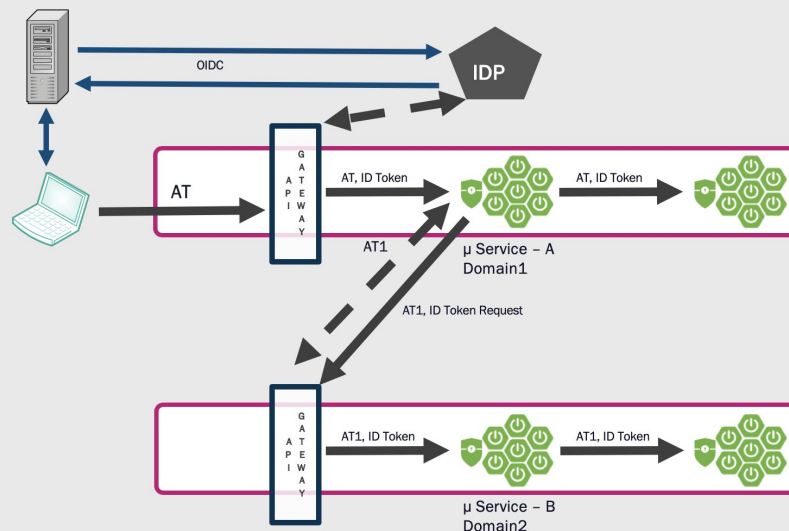 OIDC
IDP
AT
API GATEWAY
AT, ID Token
AT, ID Token
AT1
μ Service – A
Domain1
AT1, ID Token Request
API GATEWAY
AT1, ID Token
AT1, ID Token
μ Service – B
Domain2